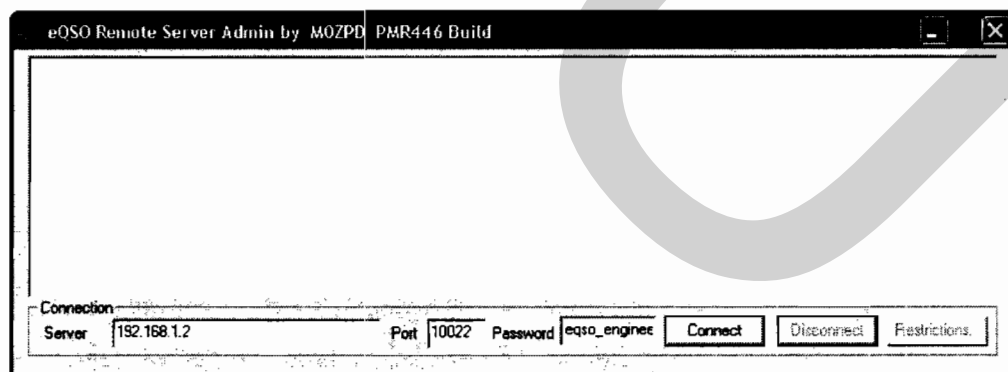 eQSO Remote Server Admin by M0ZPD PMR446 Build
Connection
Server 192.168.1.2 Port 10022 Password eqso_enginee Connect Disconnect Restrictions.